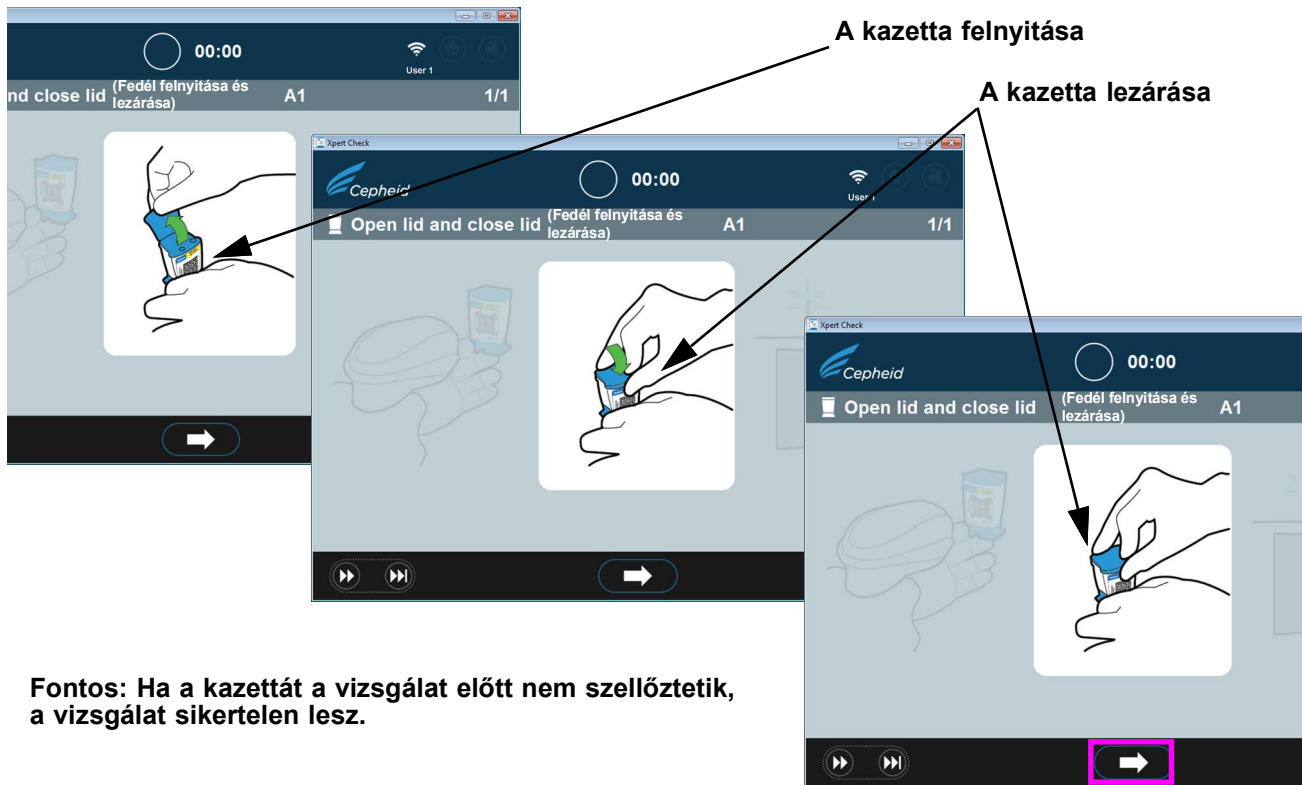 A kazetta felnyitása
A kazetta lezárása
00:00
User 1
nd close lid (Fedél felnyitása és
lezárása)
A1
1/1
Xpert Check
Cepheid
00:00
User 1
Open lid and close lid (Fedél felnyitása és
lezárása)
A1
1/1
Xpert Check
Cepheid
00:00
Open lid and close lid (Fedél felnyitása és
lezárása)
A1
Fontos: Ha a kazettát a vizsgálat előtt nem szellőztetik,
a vizsgálat sikertelen lesz.